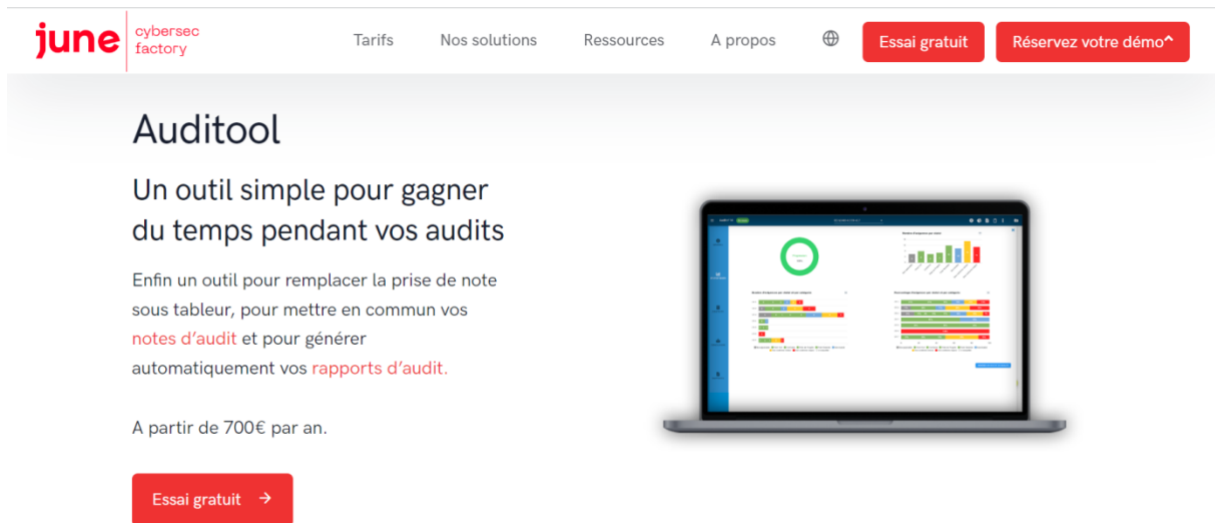 june cybersec factory
Tarifs Nos solutions Ressources A propos Essai gratuit Réservez votre démo^
Auditool
Un outil simple pour gagner
du temps pendant vos audits
Enfin un outil pour remplacer la prise de note
sous tableur, pour mettre en commun vos
notes d’audit et pour générer
automatiquement vos rapports d’audit.
A partir de 700€ par an.
Essai gratuit →